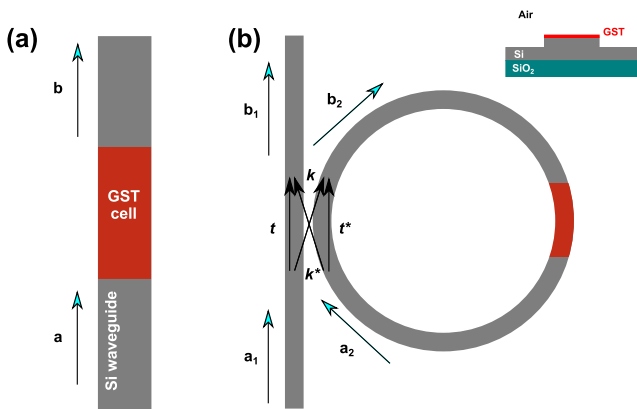 (a)
b
GST
cell
a
Si waveguide
(b)
b₁
b₂
k
t
t*
k*
a₁
a₂
Air
GST
Si
SiO₂